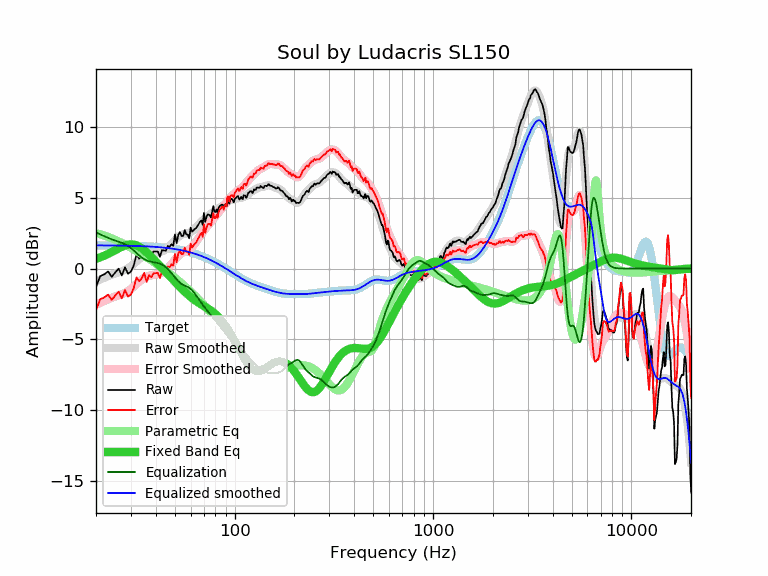 Soul by Ludacris SL150
Amplitude (dBr)
10
5
0
−5
−10
−15
Target
Raw Smoothed
Error Smoothed
Raw
Error
Parametric Eq
Fixed Band Eq
Equalization
Equalized smoothed
100
1000
10000
Frequency (Hz)